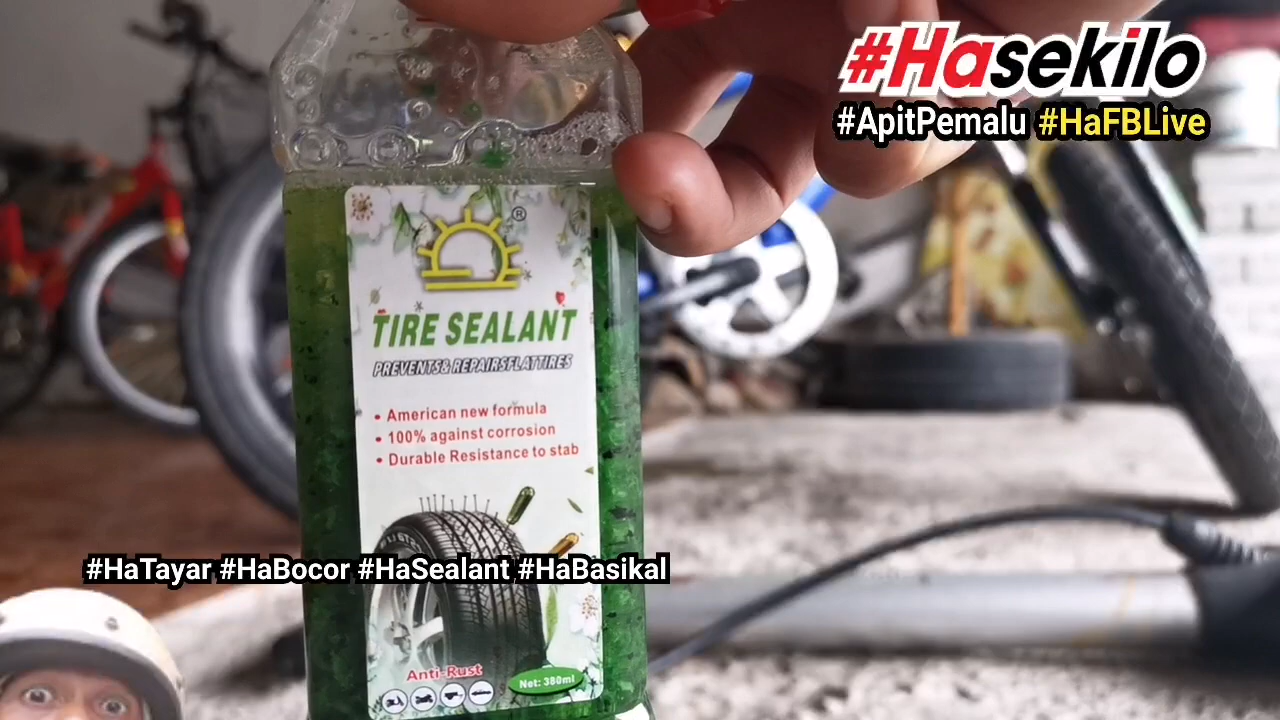 #Hasekilo
#ApitPemalu #HaFBLive
®
TIRE SEALANT
PREVENTS& REPAIRSFLATTIRES
• American new formula
• 100% against corrosion
• Durable Resistance to stab
#HaTayar #HaBocor #HaSealant #HaBasikal
Anti-Rust
Net: 380ml